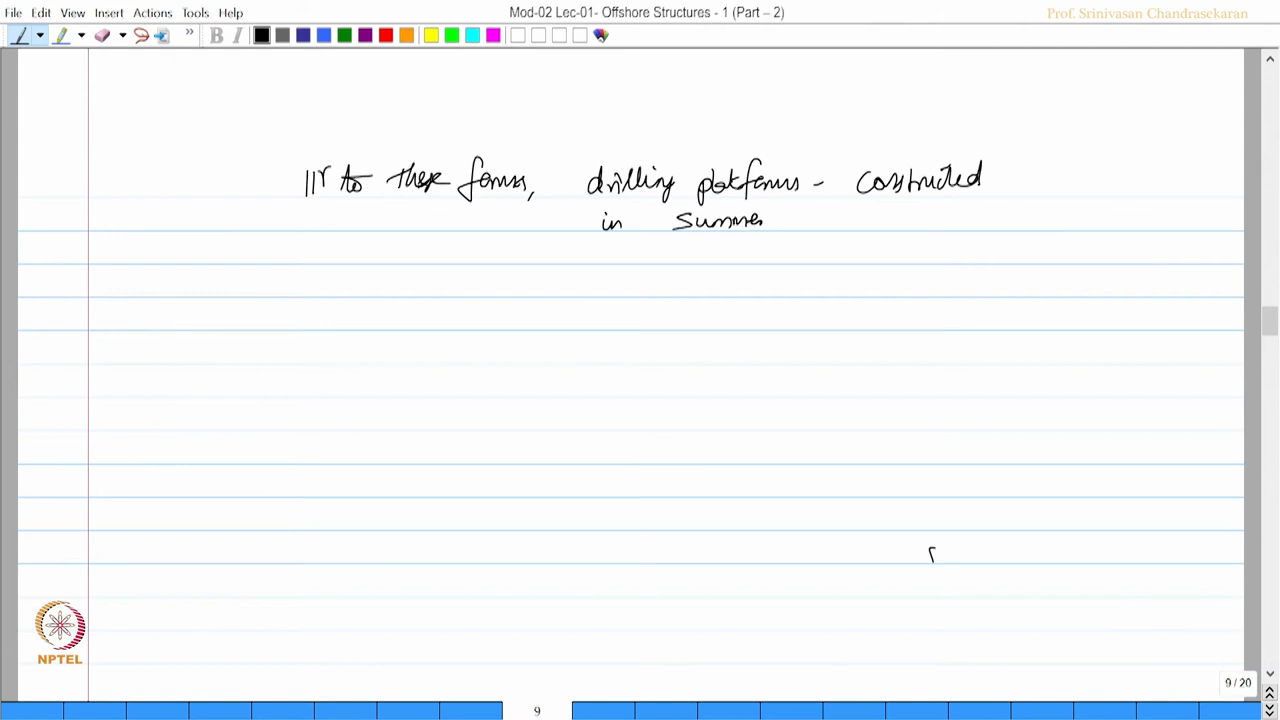 File Edit View Insert Actions Tools Help
Mod-02 Lec-01- Offshore Structures - 1 (Part – 2)
Prof. Srinivasan Chandrasekaran
B I
||r to these forms, drilling platforms - constructed
in summer
NPTEL
9 / 20
9